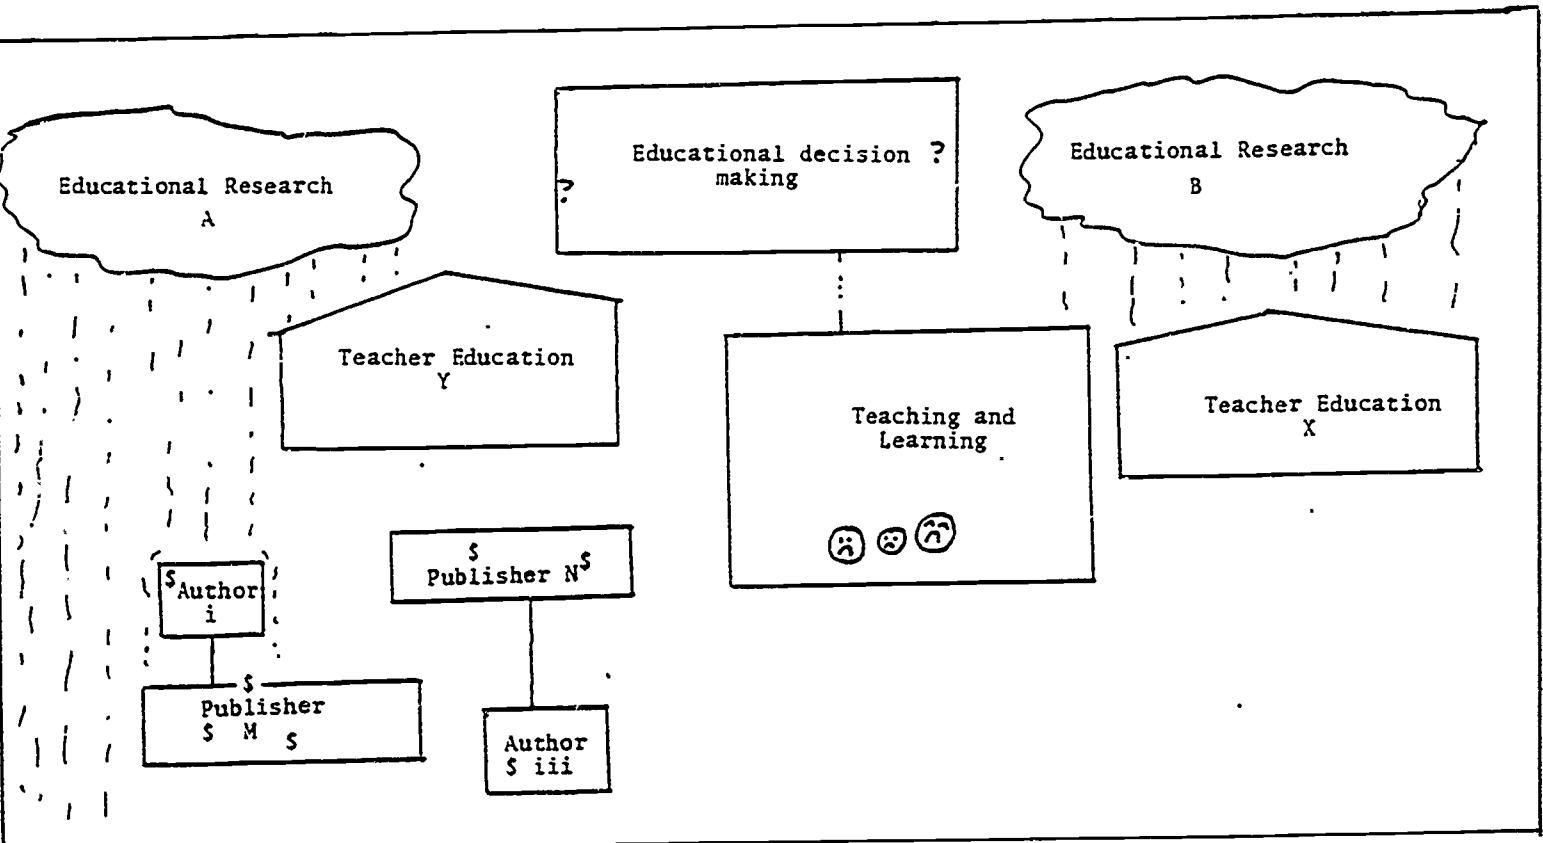 Educational Research
A
Educational decision ?
making
?
Educational Research
B
Teacher Education
Y
Teaching and
Learning
Teacher Education
X
$
Publisher N $
$ Author
i
$
Publisher
$ M $
Author
$ iii